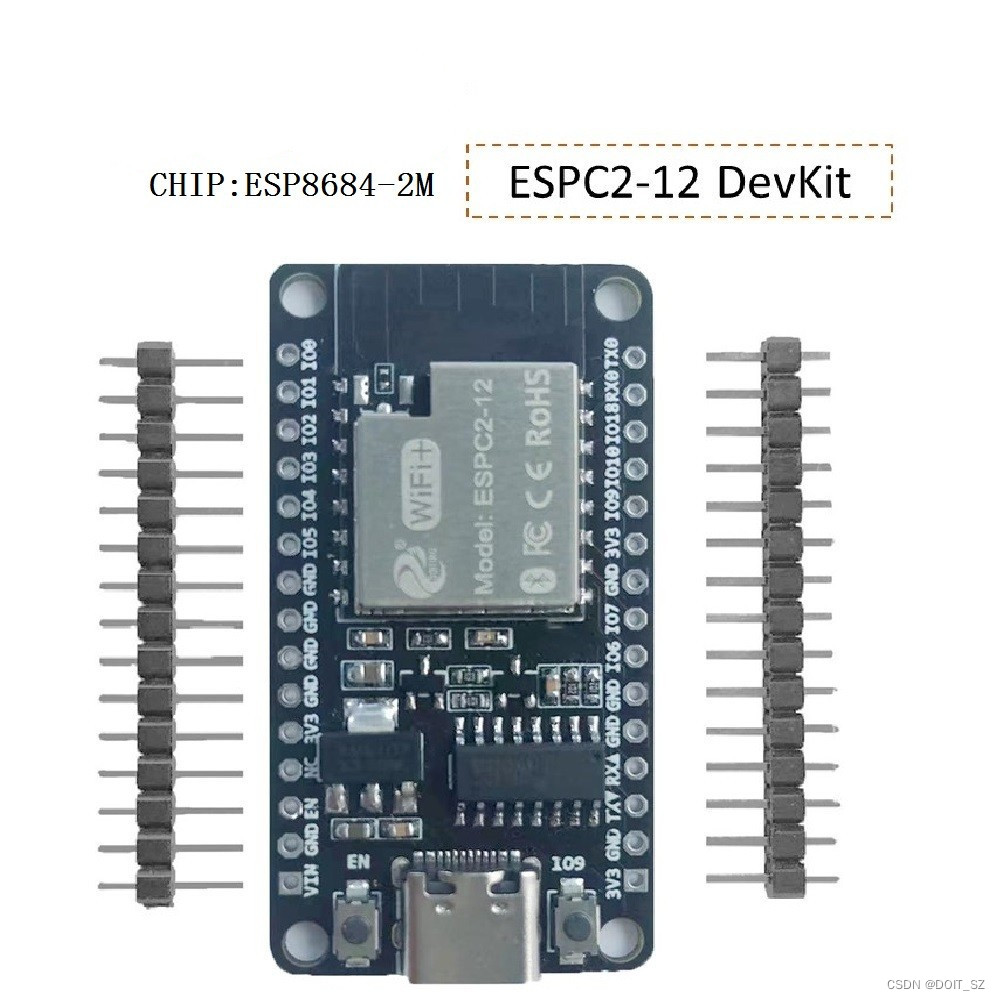 CHIP:ESP8684-2M
ESPC2-12 DevKit
IO0
IO1
IO2
IO3
IO4
IO5
GND
GND
GND
GND
3V3
NC
EN
GND
VIN
WiFi+
Model: ESPC2-12
FC CE RoHS
TX0
RX0
IO18
IO10
IO9
3V3
GND
IO7
IO6
GND
GND
RX
TX
GND
3V3
EN
IO9
CSDN @DOIT_SZ